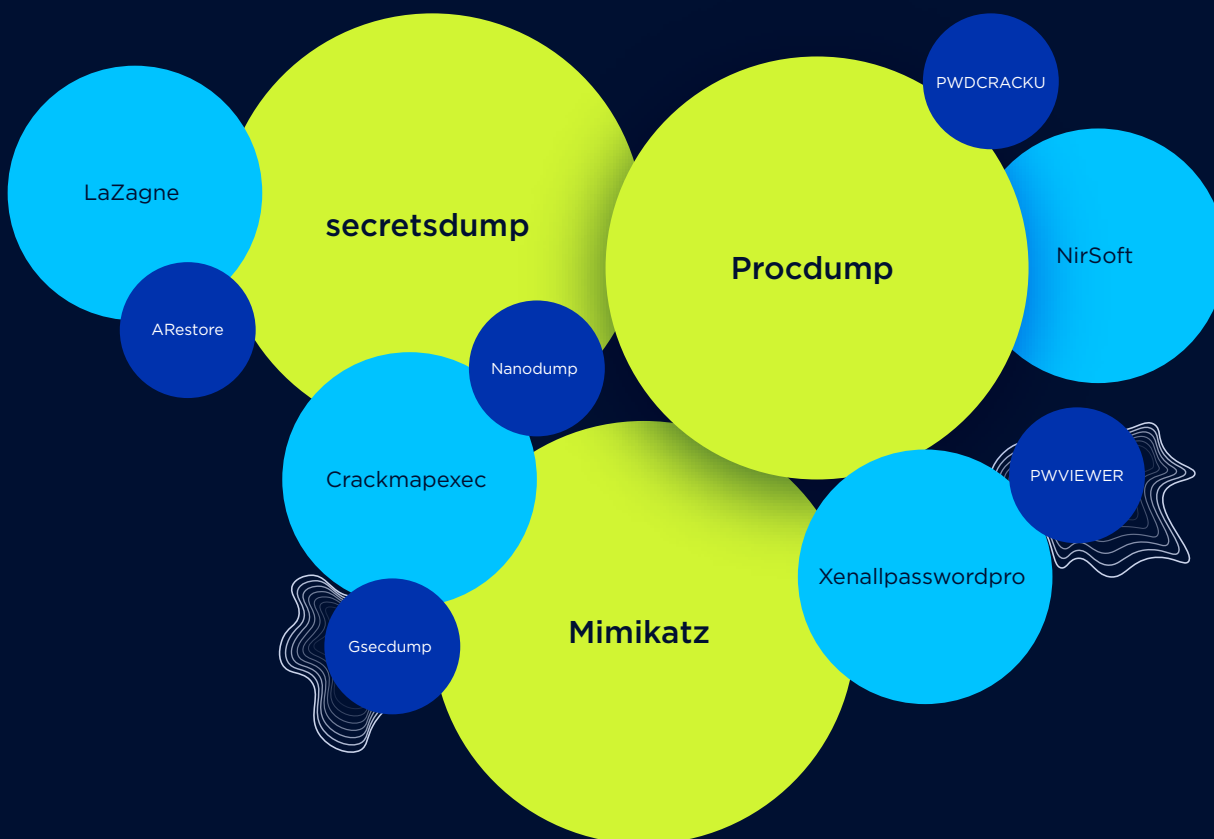 PWDCRACKU
LaZagne
secretsdump
Procdump
NirSoft
ARestore
Nanodump
Crackmapexec
PWVIEWER
Xenallpasswordpro
Gsecdump
Mimikatz